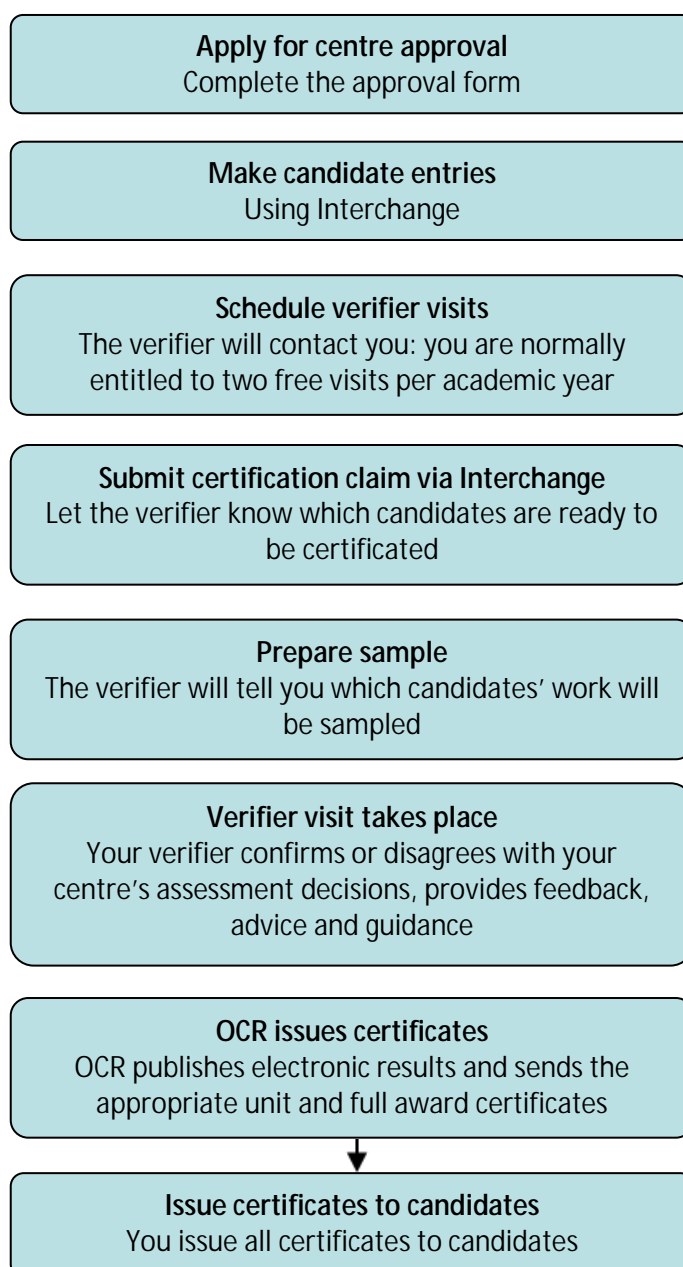 Apply for centre approval
Complete the approval form
Make candidate entries
Using Interchange
Schedule verifier visits
The verifier will contact you: you are normally
entitled to two free visits per academic year
Submit certification claim via Interchange
Let the verifier know which candidates are ready to
be certificated
Prepare sample
The verifier will tell you which candidates’ work will
be sampled
Verifier visit takes place
Your verifier confirms or disagrees with your
centre’s assessment decisions, provides feedback,
advice and guidance
OCR issues certificates
OCR publishes electronic results and sends the
appropriate unit and full award certificates
Issue certificates to candidates
You issue all certificates to candidates